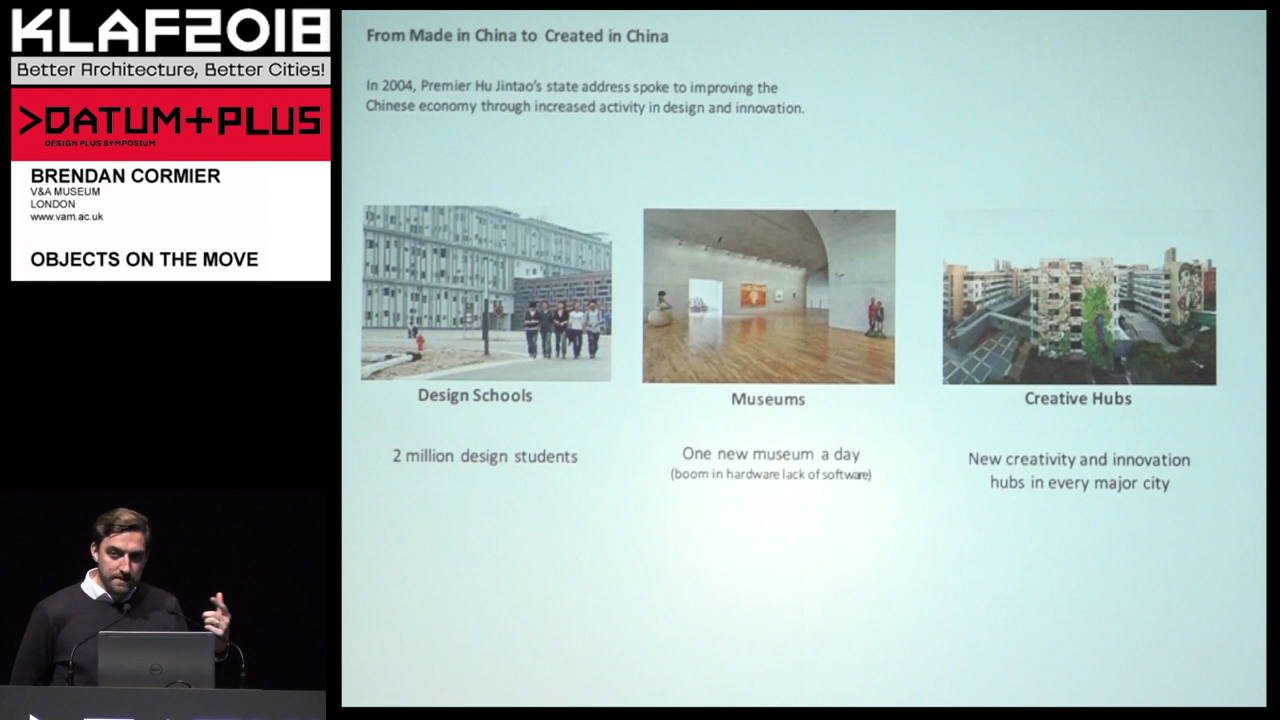 KLAF2018
Better Architecture, Better Cities!
>DATUM+PLUS
DESIGN PLUS SYMPOSIUM
BRENDAN CORMIER
V&A MUSEUM
LONDON
www.vam.ac.uk
OBJECTS ON THE MOVE
From Made in China to Created in China
In 2004, Premier Hu Jintao's state address spoke to improving the
Chinese economy through increased activity in design and innovation.
Design Schools
Museums
Creative Hubs
2 million design students
One new museum a day
(boom in hardware lack of software)
New creativity and innovation
hubs in every major city
DELL